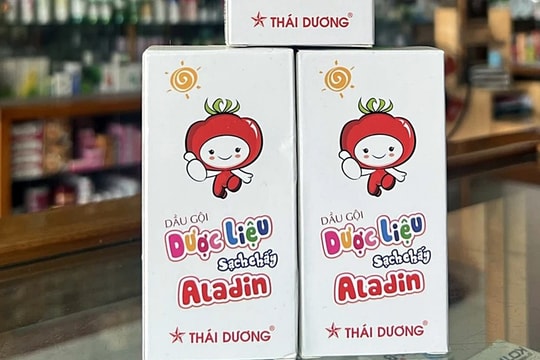 THÁI DƯƠNG®
DẦU GỘI
Dược Liệu
Sạch chấy
Aladin
THÁI DƯƠNG®
DẦU GỘI
Dược Liệu
Sạch chấy
Aladin
THÁI DƯƠNG®